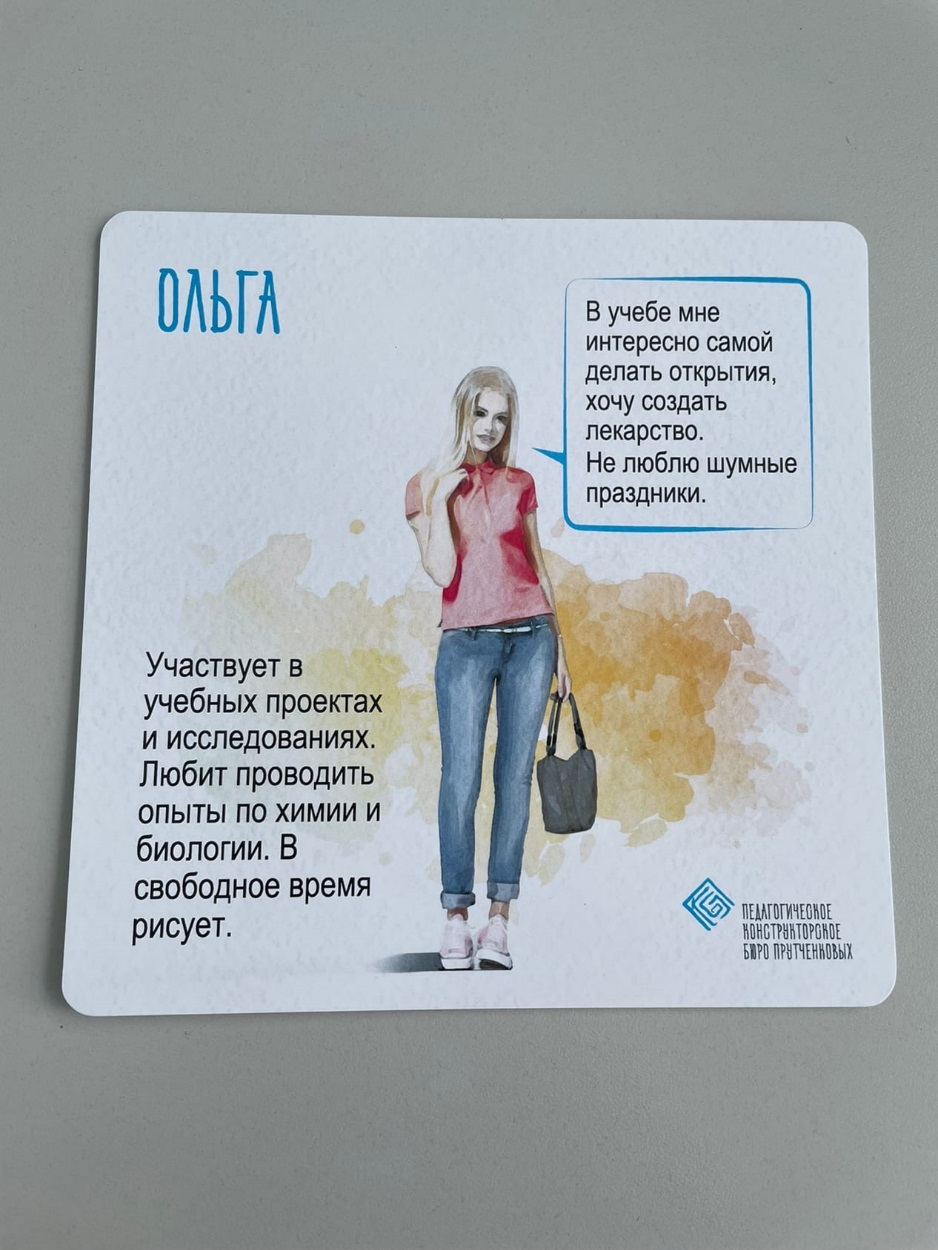 ОЛЬГА
В учебе мне
интересно самой
делать открытия,
хочу создать
лекарство.
Не люблю шумные
праздники.
Участвует в
учебных проектах
и исследованиях.
Любит проводить
опыты по химии и
биологии. В
свободное время
рисует.
ПЕДАГОГИЧЕСКОЕ
КОНСТРУКТОРСКОЕ
БЮРО ПРУТЧЕНКОВЫХ